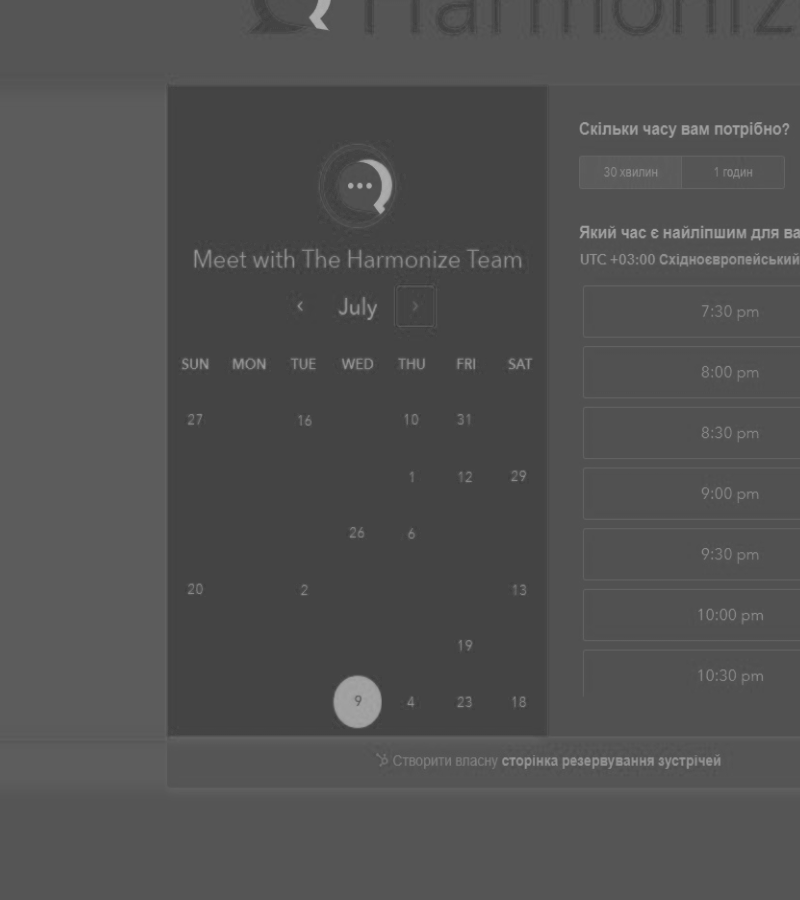 Harmoniz
Meet with The Harmonize Team
July
SUN MON TUE WED THU FRI SAT
27 16 10 31
1 12 29
26 6
20 2 13
19
9 4 23 18
Скільки часу вам потрібно?
30 хвилин 1 годин
Який час є найліпшим для ва
UTC +03:00 Східноєвропейський
7:30 pm
8:00 pm
8:30 pm
9:00 pm
9:30 pm
10:00 pm
10:30 pm
Створити власну сторінка резервування зустрічей